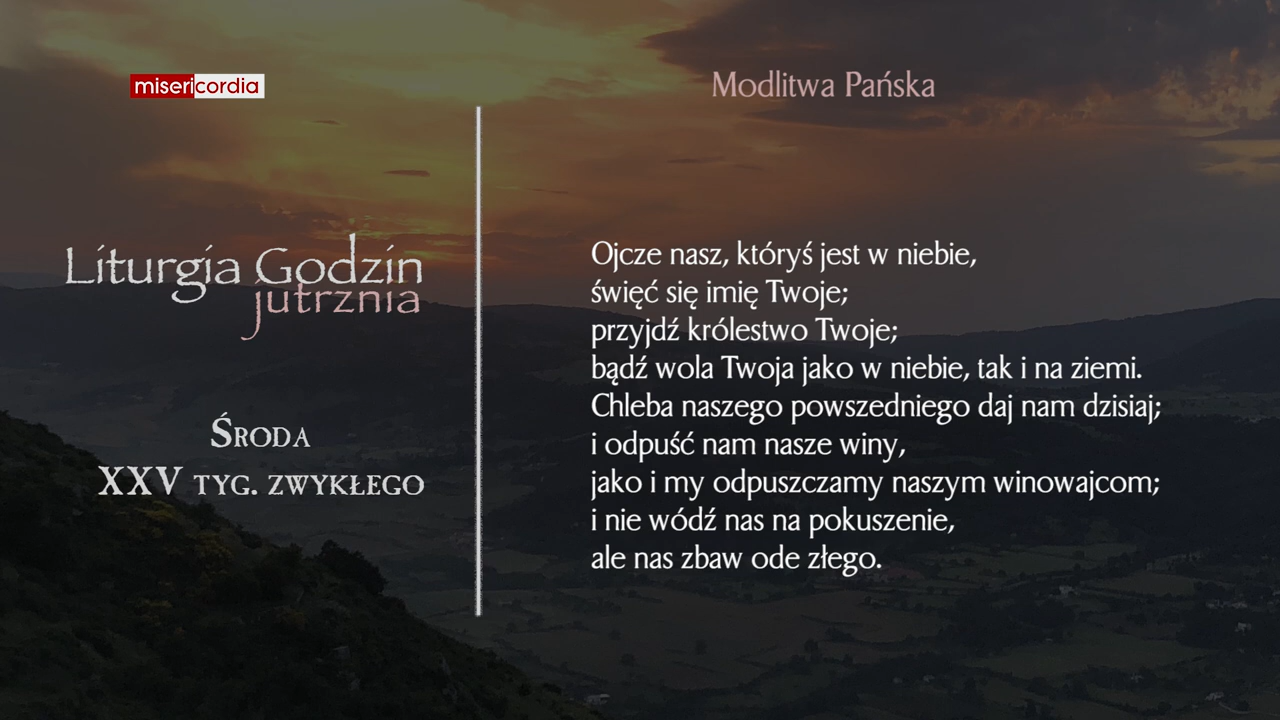 misericordia
Liturgia Godzin
jutrznia
Środa
XXV tyg. zwykłego
Modlitwa Pańska
Ojcze nasz, któryś jest w niebie,
święć się imię Twoje;
przyjdź królestwo Twoje;
bądź wola Twoja jako w niebie, tak i na ziemi.
Chleba naszego powszedniego daj nam dzisiaj;
i odpuść nam nasze winy,
jako i my odpuszczamy naszym winowajcom;
i nie wódź nas na pokuszenie,
ale nas zbaw ode złego.